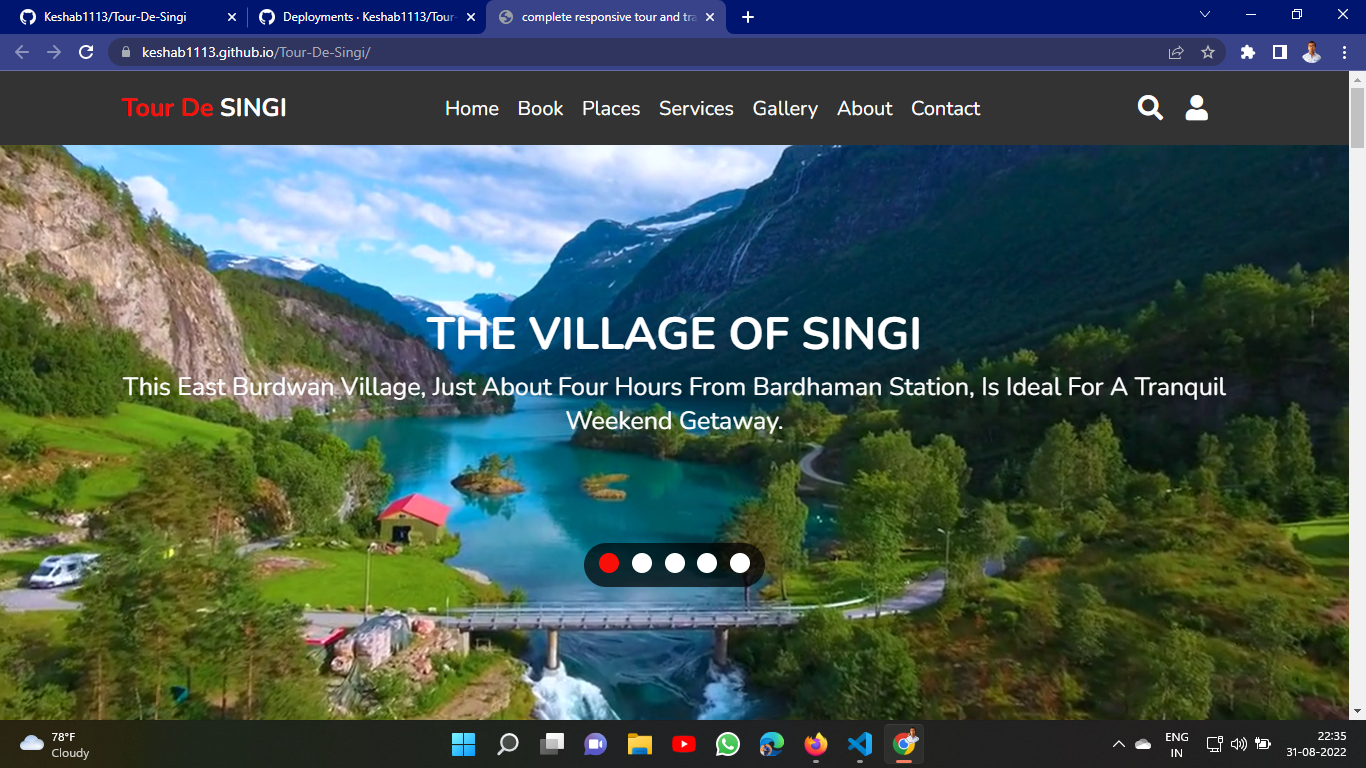 Keshab1113/Tour-De-Singi
Deployments · Keshab1113/Tour-
complete responsive tour and tra
keshab1113.github.io/Tour-De-Singi/
Tour De SINGI
Home Book Places Services Gallery About Contact
THE VILLAGE OF SINGI
This East Burdwan Village, Just About Four Hours From Bardhaman Station, Is Ideal For A Tranquil
Weekend Getaway.
78°F
Cloudy
ENG
IN
22:35
31-08-2022